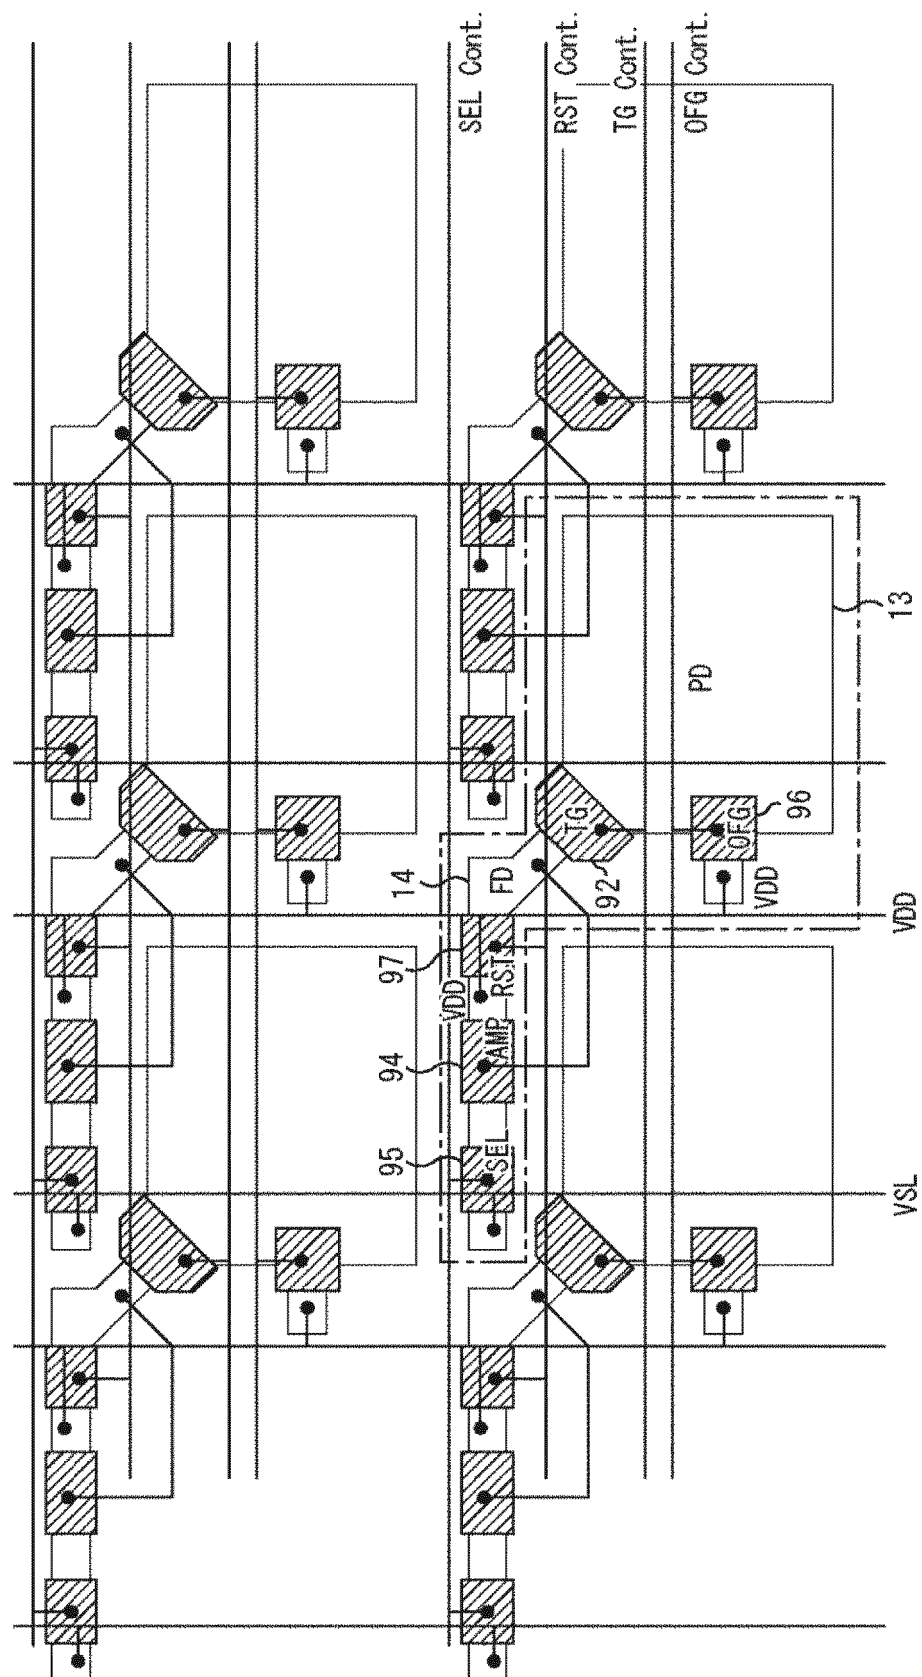 SEL Cont.
RST Cont.
TG Cont.
OFG Cont.
13
PD
14
FD
TG
92
OFG
96
VDD
VDD
97
VDD
RST
94
AMP
95
SEL
VSL